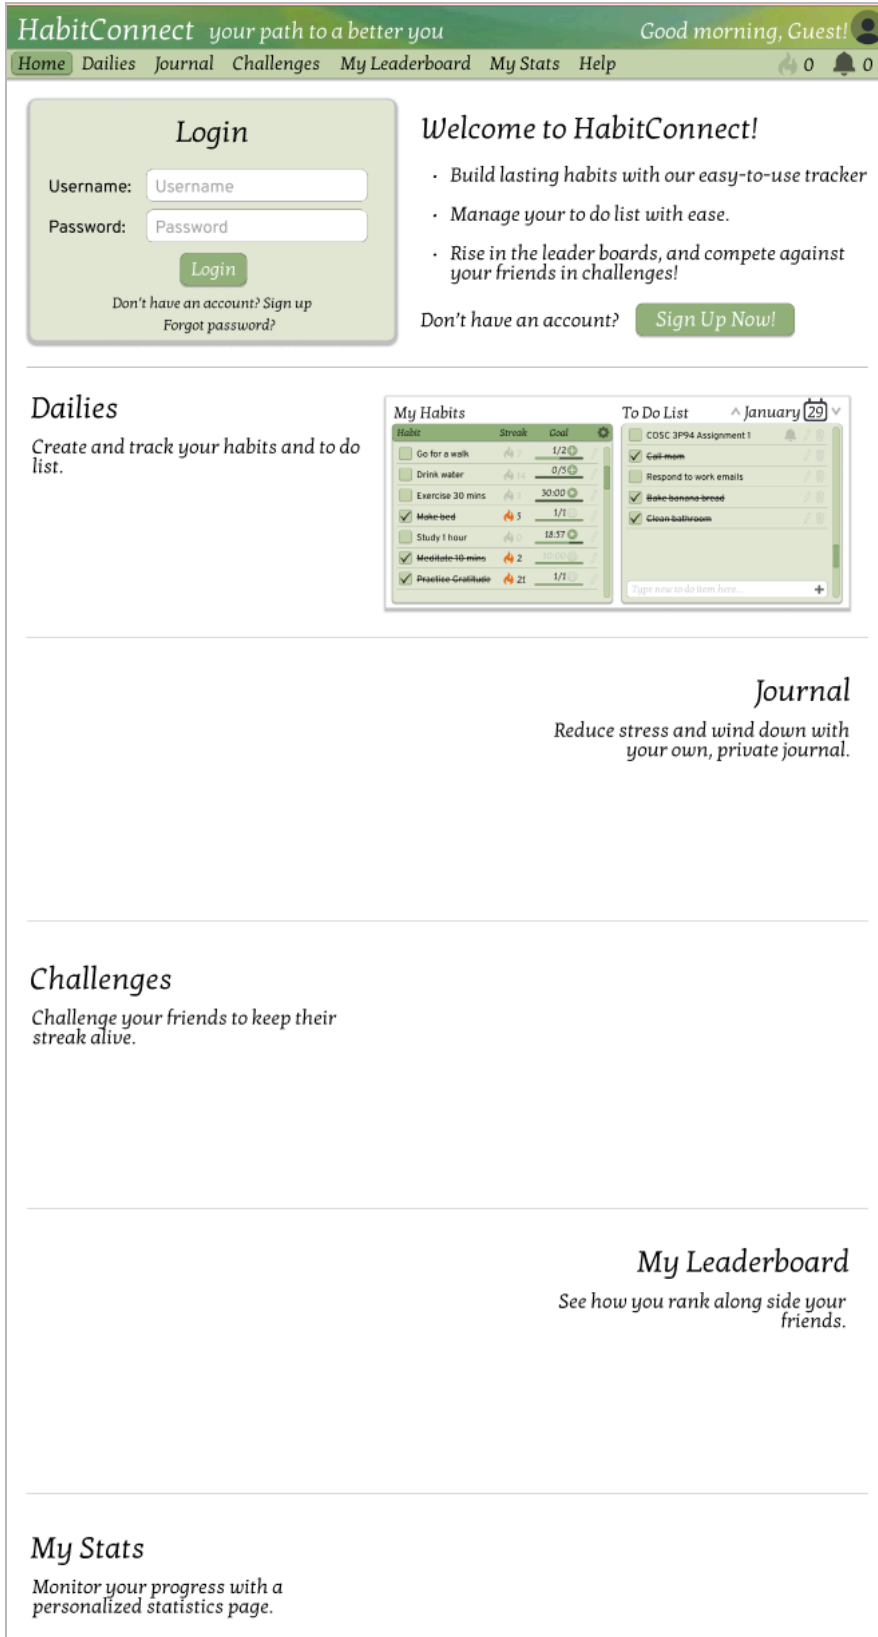 HabitConnect your path to a better you
Good morning, Guest!
Home Dailies Journal Challenges My Leaderboard My Stats Help 0 0
Login
Username: Username
Password: Password
Login
Don't have an account? Sign up
Forgot password?
Welcome to HabitConnect!
· Build lasting habits with our easy-to-use tracker
· Manage your to do list with ease.
· Rise in the leader boards, and compete against
your friends in challenges!
Don't have an account? Sign Up Now!
Dailies
Create and track your habits and to do
list.
My Habits
Habit Streak Goal
Go for a walk 1/2
Drink water 14 0/5
Exercise 30 mins 30:00
Make bed 5 1/1
Study 1 hour 0 18:57
Meditate 10 mins 2 10:00
Practice Gratitude 21 1/1
To Do List January 29
COSC 3P94 Assignment 1
Call mom
Respond to work emails
Bake banana bread
Clean bathroom
Type new to do item here... +
Journal
Reduce stress and wind down with
your own, private journal.
Challenges
Challenge your friends to keep their
streak alive.
My Leaderboard
See how you rank along side your
friends.
My Stats
Monitor your progress with a
personalized statistics page.